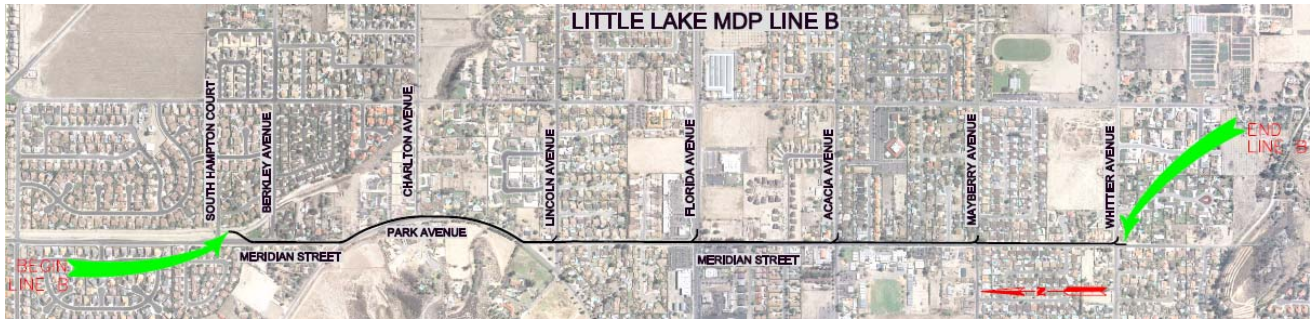 LITTLE LAKE MDP LINE B
SOUTH HAMPTON COURT
BERKLEY AVENUE
CHARLTON AVENUE
LINCOLN AVENUE
FLORIDA AVENUE
ACACIA AVENUE
MAYBERRY AVENUE
WHITTIER AVENUE
END
LINE B
PARK AVENUE
MERIDIAN STREET
MERIDIAN STREET
BEGIN
LINE B
N